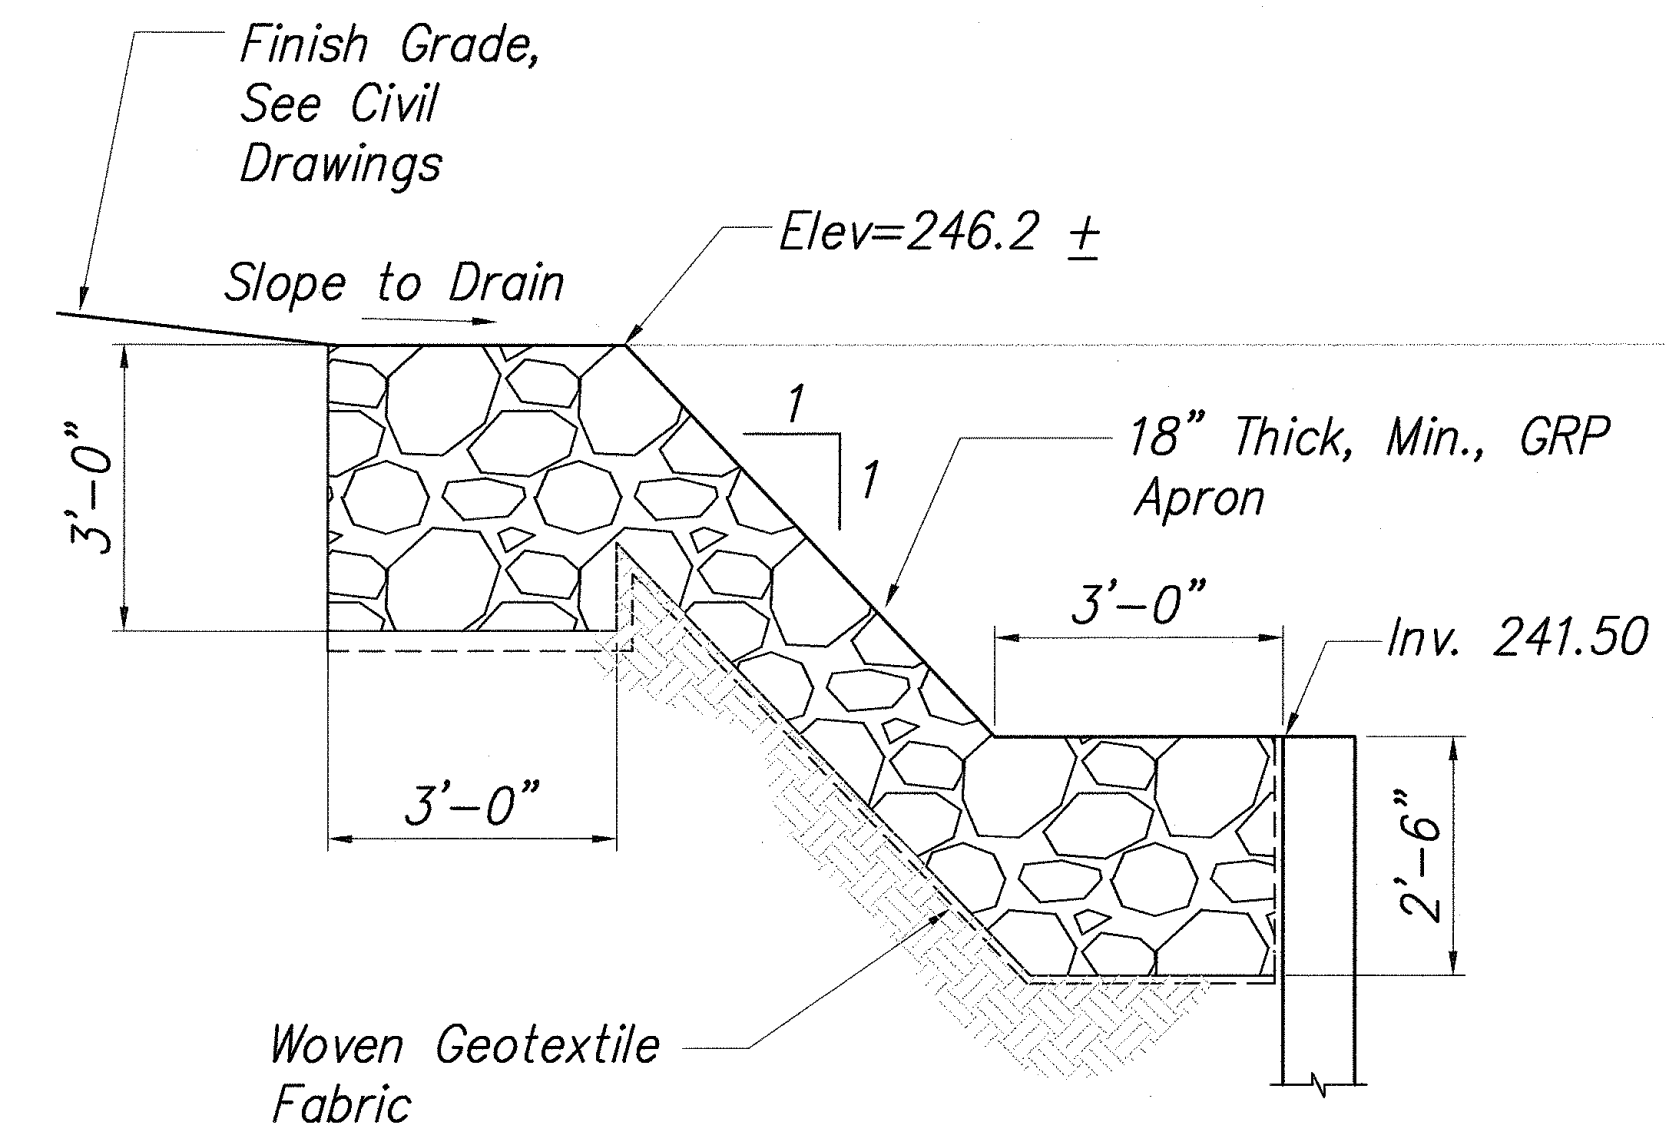 Finish Grade,
See Civil
Drawings
Elev=246.2 ±
Slope to Drain
1
1
18" Thick, Min., GRP
Apron
3'-0"
3'-0"
Inv. 241.50
3'-0"
2'-6"
Woven Geotextile
Fabric